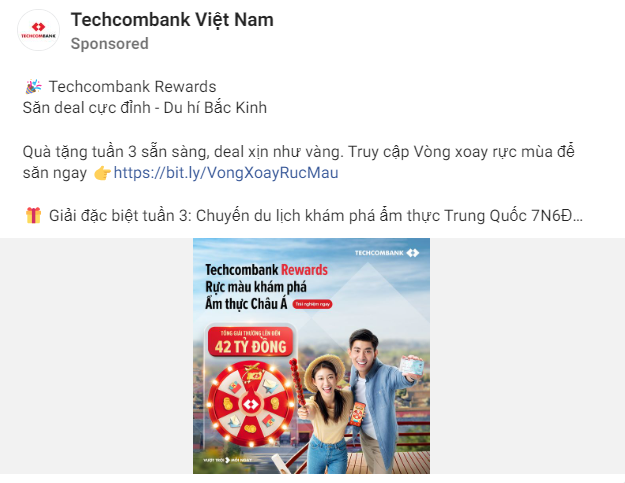 TECHCOMBANK
Techcombank Việt Nam
Sponsored
🎉 Techcombank Rewards
Săn deal cực đỉnh - Du hí Bắc Kinh
Quà tặng tuần 3 sẵn sàng, deal xịn như vàng. Truy cập Vòng xoay rực mùa để
săn ngay 👉https://bit.ly/VongXoayRucMau
🎁 Giải đặc biệt tuần 3: Chuyến du lịch khám phá ẩm thực Trung Quốc 7N6Đ...
TECHCOMBANK
Techcombank Rewards
Rực màu khám phá
Ẩm thực Châu Á
Trải nghiệm ngay
TỔNG GIẢI THƯỞNG LÊN ĐẾN
42 TỶ ĐỒNG
VƯỢT TRỘI HƠN MỖI NGÀY